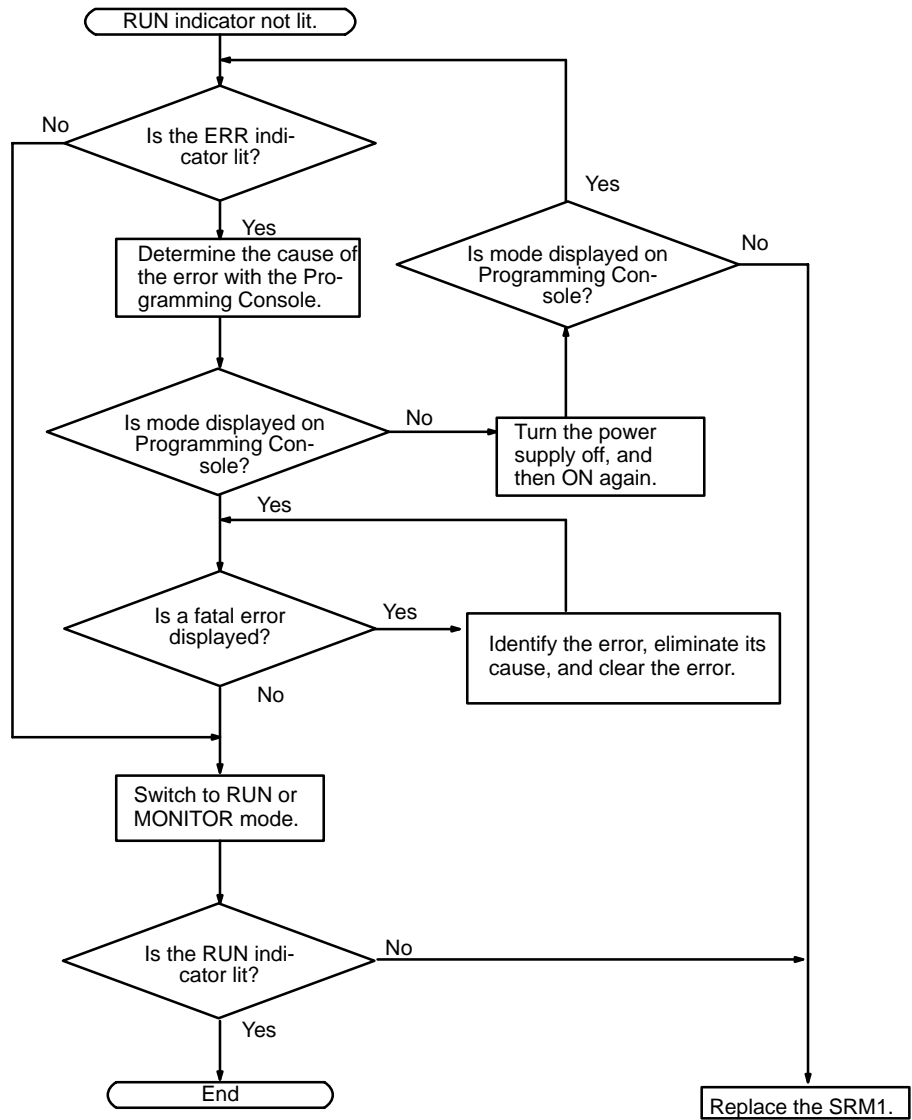 RUN indicator not lit.
No
Is the ERR indi-
cator lit?
Yes
Yes
Determine the cause of
the error with the Pro-
gramming Console.
Is mode displayed on
Programming Con-
sole?
No
Is mode displayed on
Programming Con-
sole?
No
Turn the power
supply off, and
then ON again.
Yes
Is a fatal error
displayed?
Yes
Identify the error, eliminate its
cause, and clear the error.
No
Switch to RUN or
MONITOR mode.
Is the RUN indi-
cator lit?
No
Yes
End
Replace the SRM1.